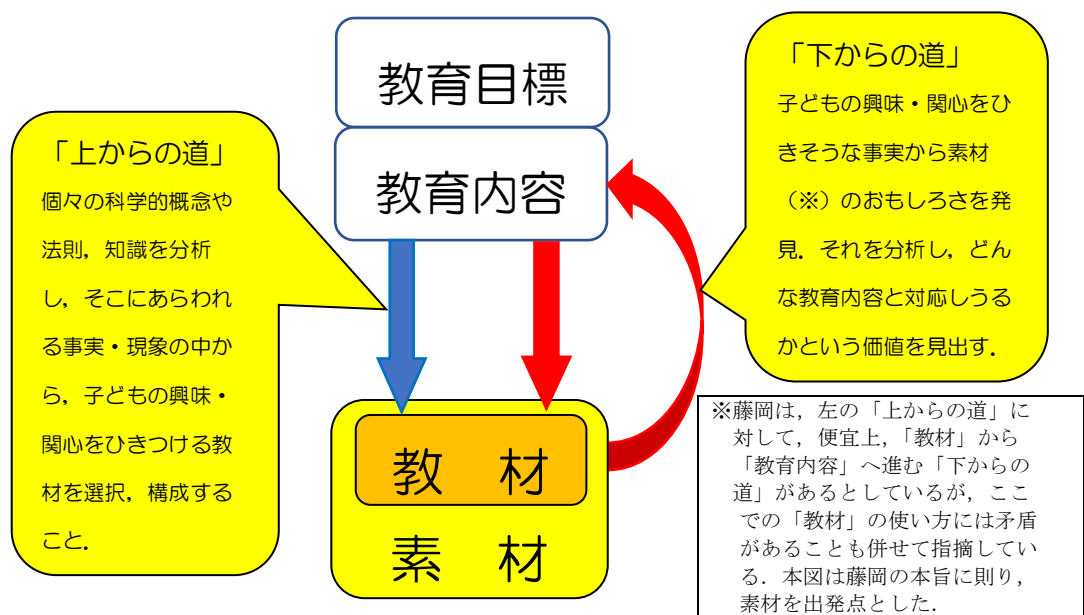 教育目標
教育内容
教　材
素　材
「上からの道」
個々の科学的概念や
法則，知識を分析
し，そこにあらわれ
る事実・現象の中か
ら，子どもの興味・
関心をひきつける教
材を選択，構成する
こと．
「下からの道」
子どもの興味・関心をひ
きそうな事実から素材
（※）のおもしろさを発
見．それを分析し，どん
な教育内容と対応しうる
かという価値を見出す．
※藤岡は，左の「上からの道」に
対して，便宜上，「教材」から
「教育内容」へ進む「下からの
道」があるとしているが，ここ
での「教材」の使い方には矛盾
があることも併せて指摘してい
る．本図は藤岡の本旨に則り，
素材を出発点とした．